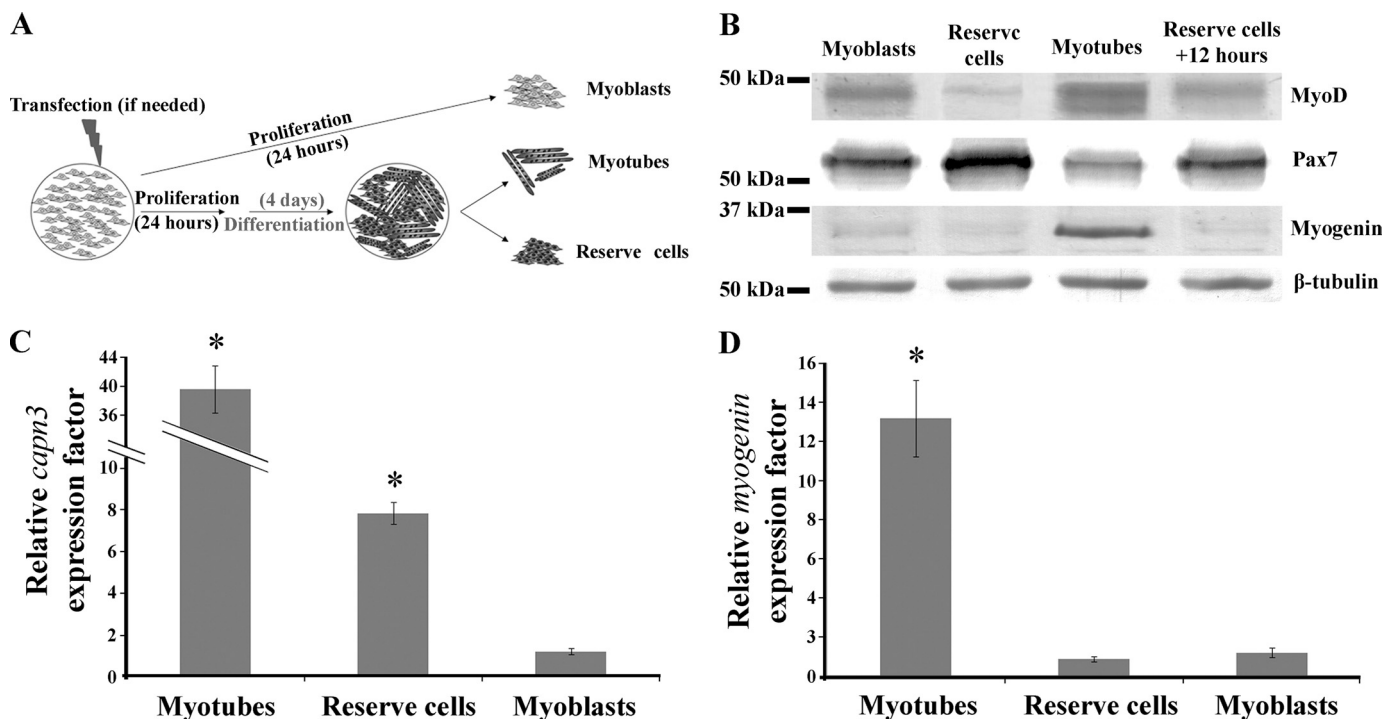 A
Transfection (if needed)
Proliferation
(24 hours)
Proliferation
(24 hours)
(4 days)
Differentiation
Myoblasts
Myotubes
Reserve cells
B
Myoblasts
Reservc
cells
Myotubes
Reserve cells
+12 hours
50 kDa
MyoD
Pax7
50 kDa
37 kDa
Myogenin
50 kDa
β-tubulin
C
Relative capn3
expression factor
44
40
36
10
8
6
4
2
0
*
*
Myotubes
Reserve cells
Myoblasts
D
Relative myogenin
expression factor
16
14
12
10
8
6
3
1
0
*
Myotubes
Reserve cells
Myoblasts